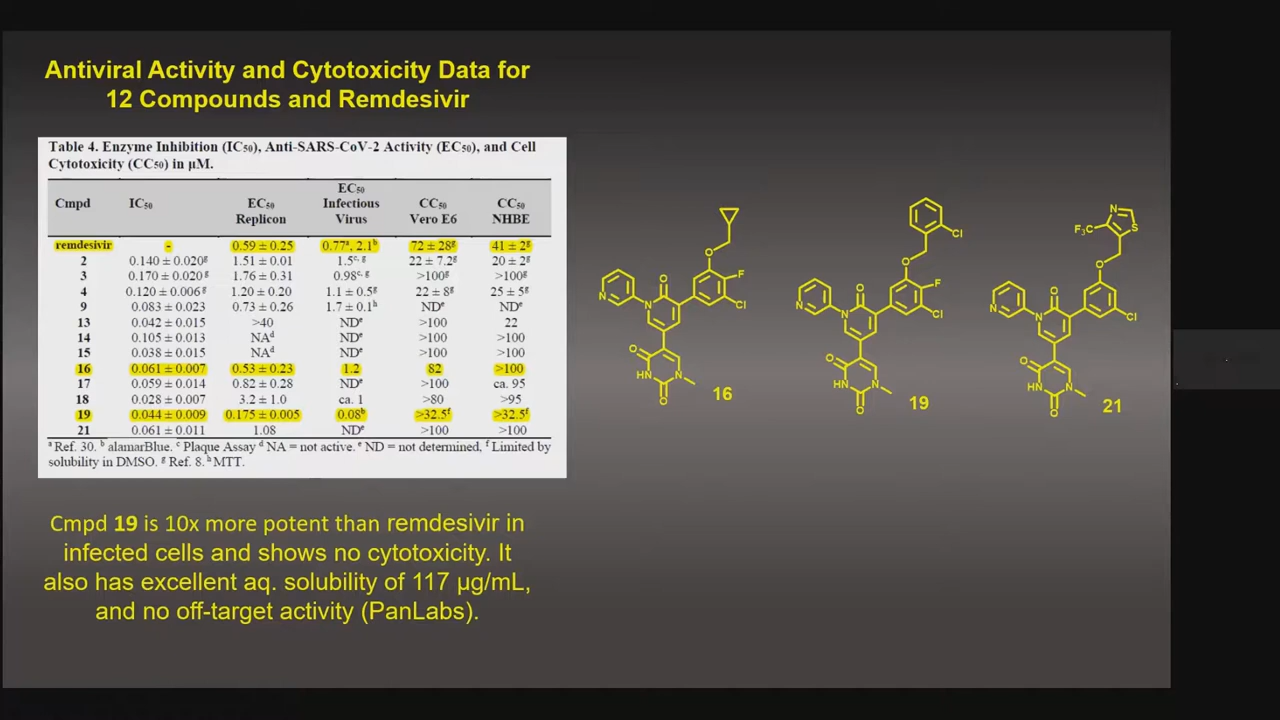 Antiviral Activity and Cytotoxicity Data for
12 Compounds and Remdesivir
Table 4. Enzyme Inhibition (IC50), Anti-SARS-CoV-2 Activity (EC50), and Cell
Cytotoxicity (CC50) in µM.
Cmpd IC50 EC50 Replicon EC50 Infectious Virus CC50 Vero E6 CC50 NHBE
remdesivir - 0.59 ± 0.25 0.77a, 2.1b 72 ± 28g 41 ± 2g
2 0.140 ± 0.020g 1.51 ± 0.01 1.5c, g 22 ± 7.2g 20 ± 2g
3 0.170 ± 0.020g 1.76 ± 0.31 0.98c, g >100g >100g
4 0.120 ± 0.006g 1.20 ± 0.20 1.1 ± 0.5g 22 ± 8g 25 ± 5g
9 0.083 ± 0.023 0.73 ± 0.26 1.7 ± 0.1h NDe NDe
13 0.042 ± 0.015 >40 NDe >100 22
14 0.105 ± 0.013 NAd NDe >100 >100
15 0.038 ± 0.015 NAd NDe >100 >100
16 0.061 ± 0.007 0.53 ± 0.23 1.2 82 >100
17 0.059 ± 0.014 0.82 ± 0.28 NDe >100 ca. 95
18 0.028 ± 0.007 3.2 ± 1.0 ca. 1 >80 >95
19 0.044 ± 0.009 0.175 ± 0.005 0.08b >32.5f >32.5f
21 0.061 ± 0.011 1.08 NDe >100 >100
a Ref. 30. b alamarBlue. c Plaque Assay d NA = not active. e ND = not determined, f Limited by
solubility in DMSO. g Ref. 8. h MTT.
Cmpd 19 is 10x more potent than remdesivir in
infected cells and shows no cytotoxicity. It
also has excellent aq. solubility of 117 µg/mL,
and no off-target activity (PanLabs).
O
F
Cl
O
N
N
O
HN
N
O
16
Cl
O
F
Cl
O
N
N
O
HN
N
O
19
N
S
F3C
O
Cl
O
N
N
O
HN
N
O
21